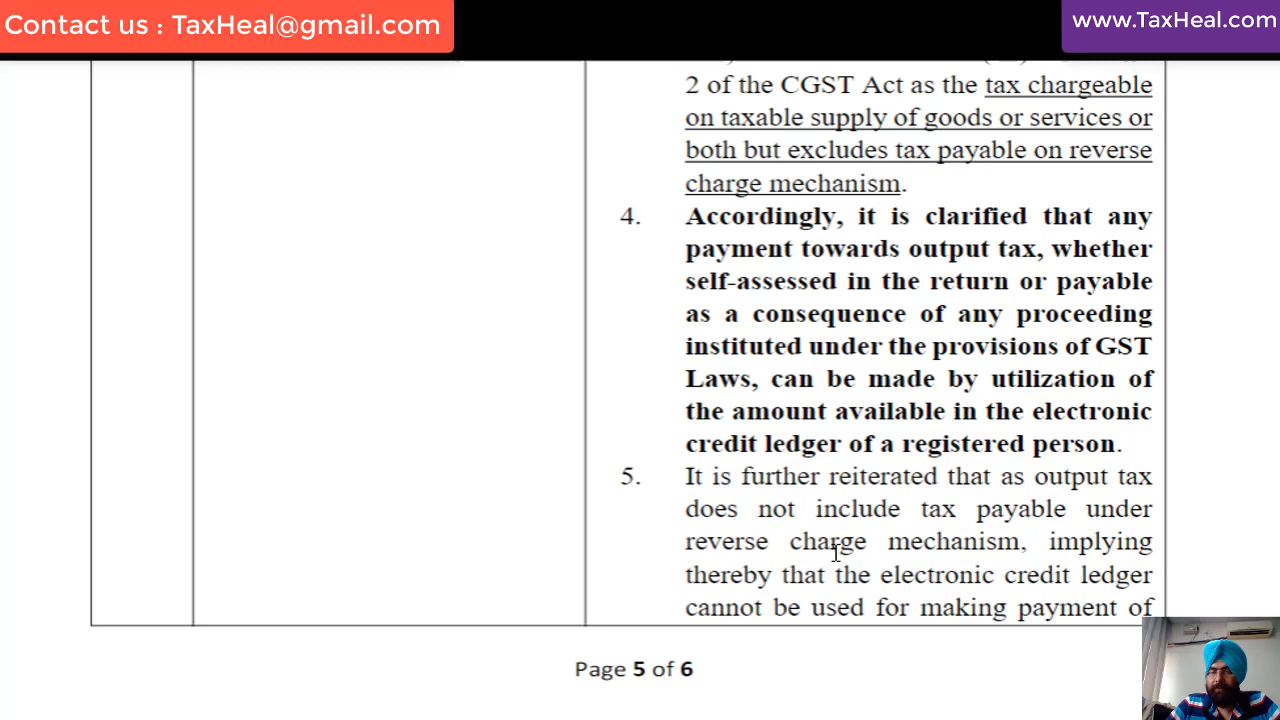 Contact us : TaxHeal@gmail.com
www.TaxHeal.com
2 of the CGST Act as the tax chargeable
on taxable supply of goods or services or
both but excludes tax payable on reverse
charge mechanism.
4. Accordingly, it is clarified that any
payment towards output tax, whether
self-assessed in the return or payable
as a consequence of any proceeding
instituted under the provisions of GST
Laws, can be made by utilization of
the amount available in the electronic
credit ledger of a registered person.
5. It is further reiterated that as output tax
does not include tax payable under
reverse charge mechanism, implying
thereby that the electronic credit ledger
cannot be used for making payment of
Page 5 of 6